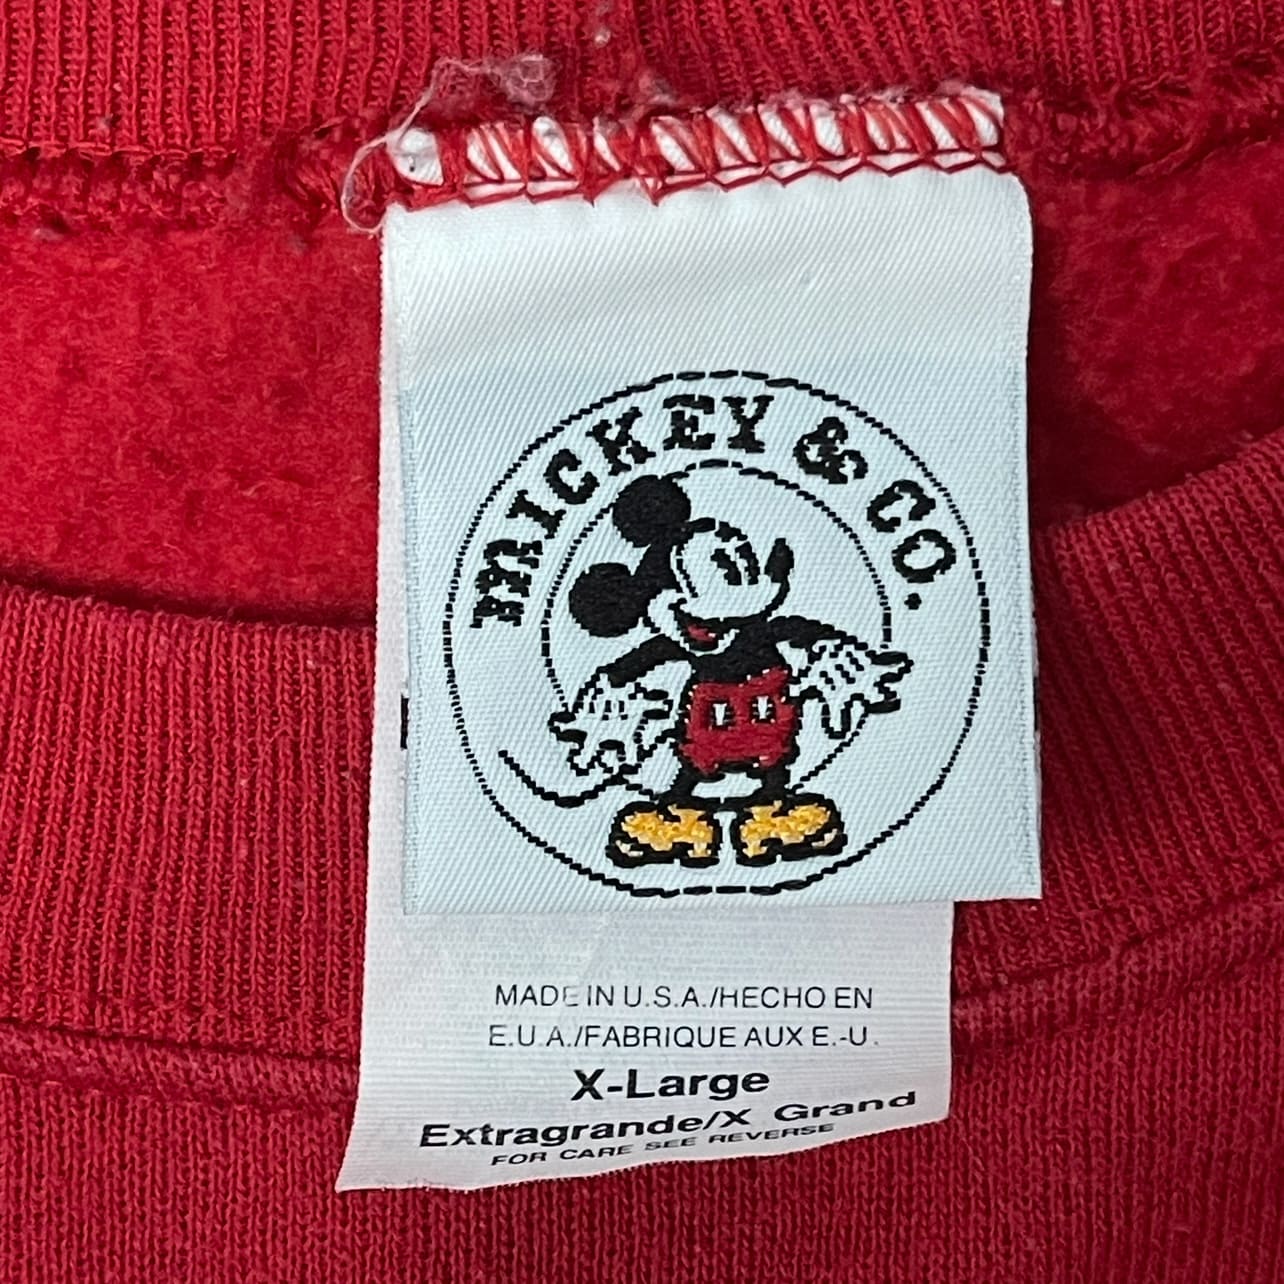 MICKEY & CO.
MADE IN U.S.A./HECHO EN
E.U.A./FABRIQUE AUX E.-U.
X-Large
Extragrande/X Grand
FOR CARE SEE REVERSE